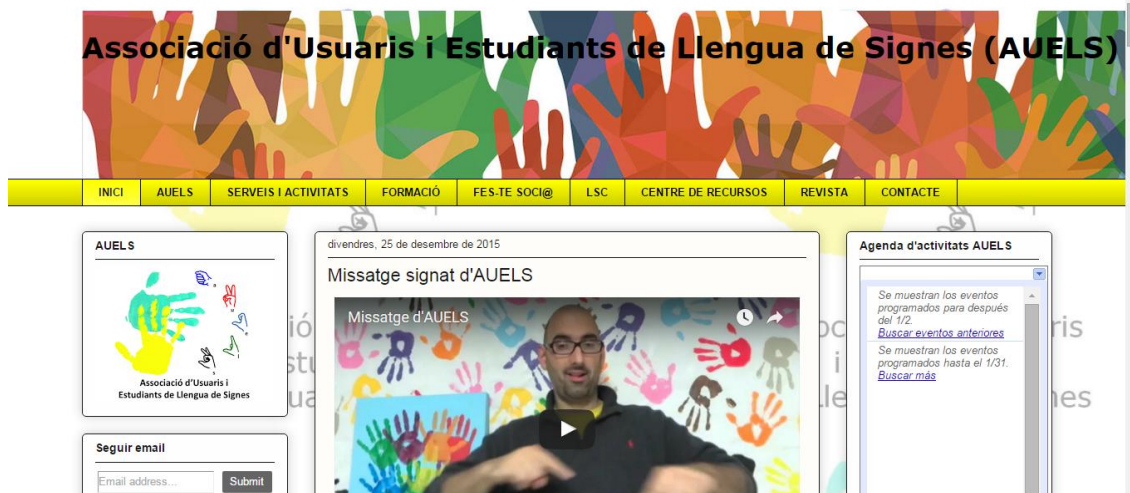 Associació d'Usuaris i Estudiants de Llengua de Signes (AUELS)
INICI AUELS SERVEIS I ACTIVITATS FORMACIÓ FES-TE SOCI@ LSC CENTRE DE RECURSOS REVISTA CONTACTE
AUELS
Associació d'Usuaris i
Estudiants de Llengua de Signes
Seguir email
Email address...
Submit
divendres, 25 de desembre de 2015
Missatge signat d'AUELS
Missatge d'AUELS
Agenda d'activitats AUELS
Se muestran los eventos
programados para después
del 1/2.
Buscar eventos anteriores
Se muestran los eventos
programados hasta el 1/31.
Buscar más